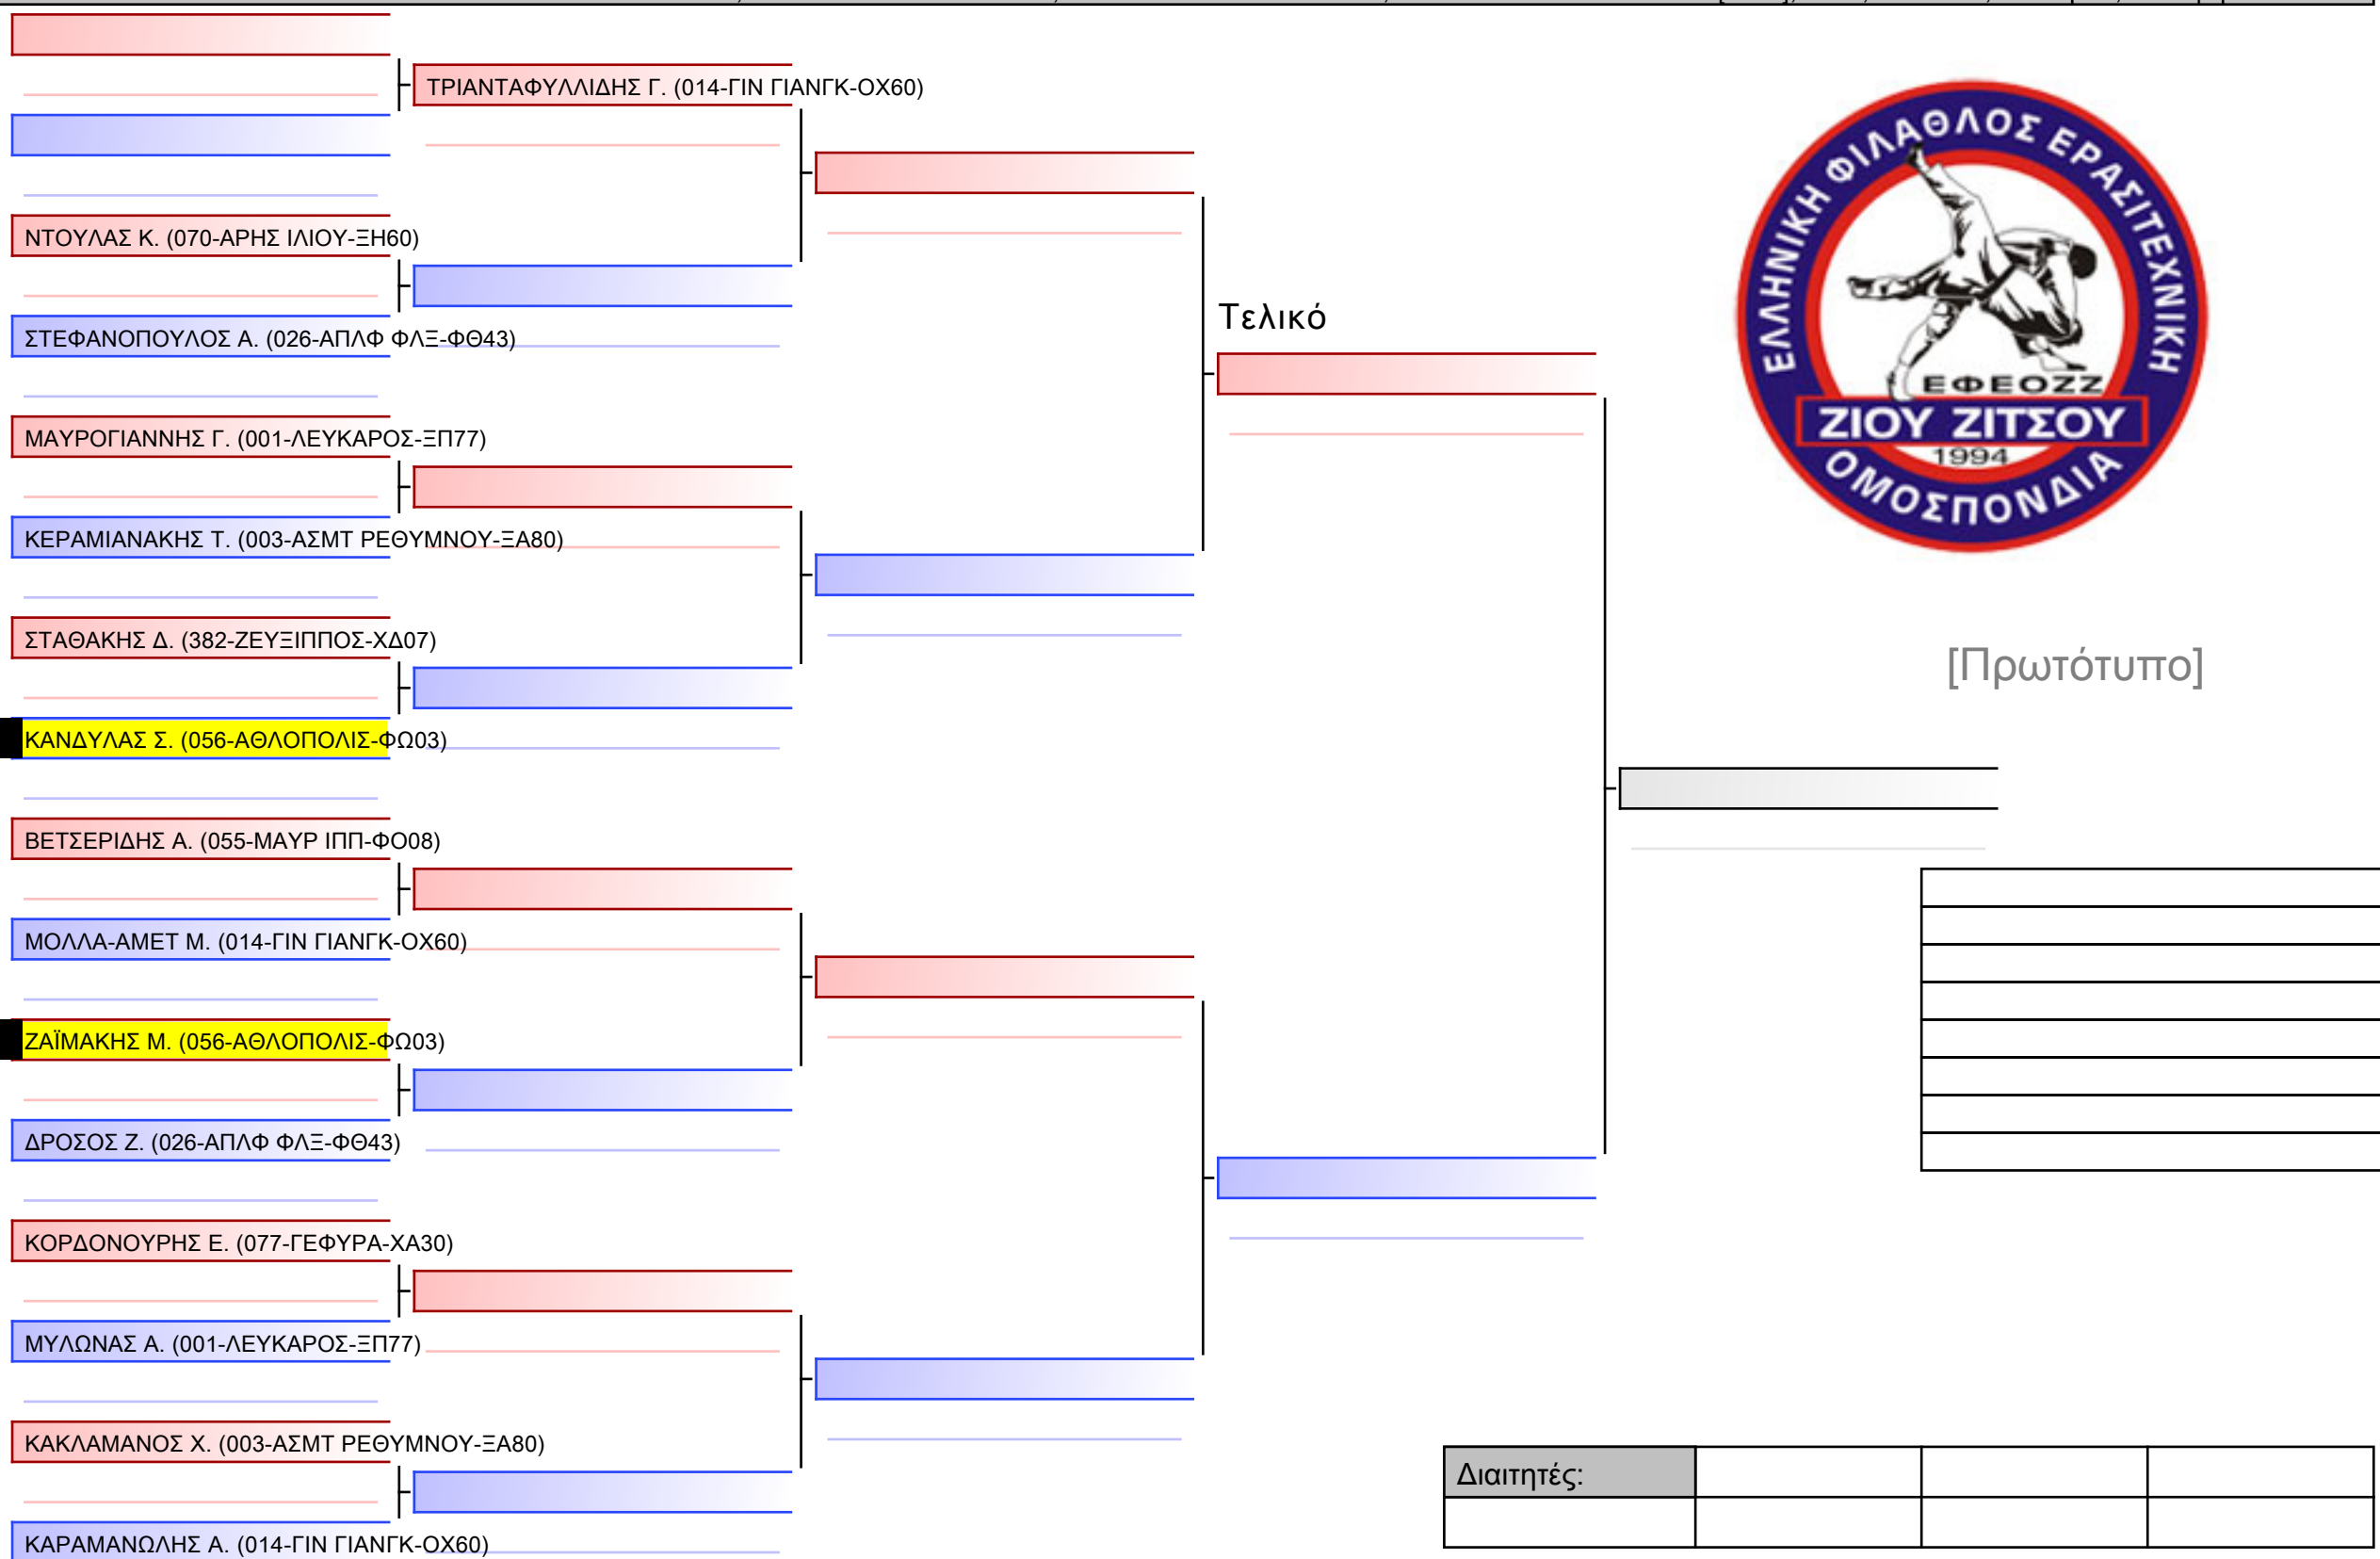 ΤΡΙΑΝΤΑΦΥΛΛΙΔΗΣ Γ. (014-ΓΙΝ ΓΙΑΝΓΚ-ΟΧ60)
ΝΤΟΥΛΑΣ Κ. (070-ΑΡΗΣ ΙΛΙΟΥ-ΞΗ60)
ΣΤΕΦΑΝΟΠΟΥΛΟΣ Α. (026-ΑΠΛΦ ΦΛΞ-ΦΘ43)
ΜΑΥΡΟΓΙΑΝΝΗΣ Γ. (001-ΛΕΥΚΑΡΟΣ-ΞΠ77)
ΚΕΡΑΜΙΑΝΑΚΗΣ Τ. (003-ΑΣΜΤ ΡΕΘΥΜΝΟΥ-ΞΑ80)
ΣΤΑΘΑΚΗΣ Δ. (382-ΖΕΥΞΙΠΠΟΣ-ΧΔ07)
ΚΑΝΔΥΛΑΣ Σ. (056-ΑΘΛΟΠΟΛΙΣ-ΦΩ03)
ΒΕΤΣΕΡΙΔΗΣ Α. (055-ΜΑΥΡ ΙΠΠ-ΦΟ08)
ΜΟΛΛΑ-ΑΜΕΤ Μ. (014-ΓΙΝ ΓΙΑΝΓΚ-ΟΧ60)
ΖΑΪΜΑΚΗΣ Μ. (056-ΑΘΛΟΠΟΛΙΣ-ΦΩ03)
ΔΡΟΣΟΣ Ζ. (026-ΑΠΛΦ ΦΛΞ-ΦΘ43)
ΚΟΡΔΟΝΟΥΡΗΣ Ε. (077-ΓΕΦΥΡΑ-ΧΑ30)
ΜΥΛΩΝΑΣ Α. (001-ΛΕΥΚΑΡΟΣ-ΞΠ77)
ΚΑΚΛΑΜΑΝΟΣ Χ. (003-ΑΣΜΤ ΡΕΘΥΜΝΟΥ-ΞΑ80)
ΚΑΡΑΜΑΝΩΛΗΣ Α. (014-ΓΙΝ ΓΙΑΝΓΚ-ΟΧ60)
Τελικό
ΕΛΛΗΝΙΚΗ ΦΙΛΑΘΛΟΣ ΕΡΑΣΙΤΕΧΝΙΚΗ
ΕΦΕΟΖΖ
ΖΙΟΥ ΖΙΤΣΟΥ
1994
ΟΜΟΣΠΟΝΔΙΑ
[Πρωτότυπο]
Διαιτητές: